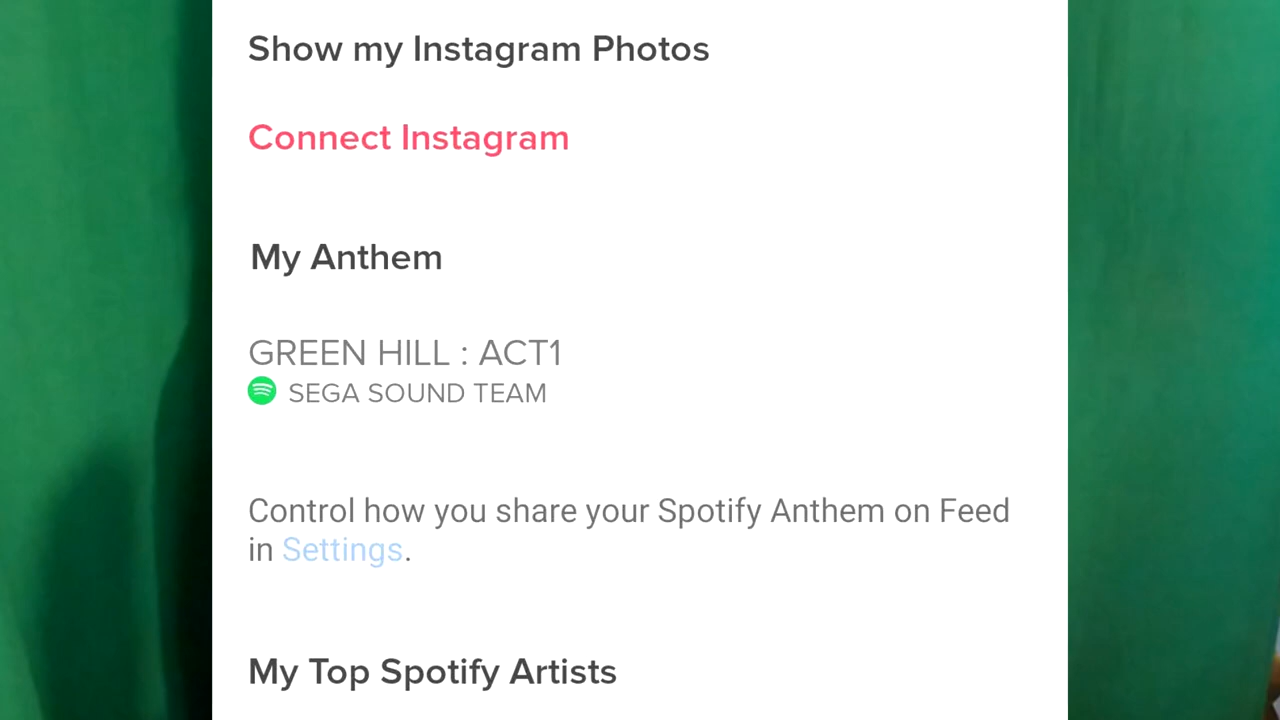 Show my Instagram Photos
Connect Instagram
My Anthem
GREEN HILL : ACT1
SEGA SOUND TEAM
Control how you share your Spotify Anthem on Feed
in Settings.
My Top Spotify Artists